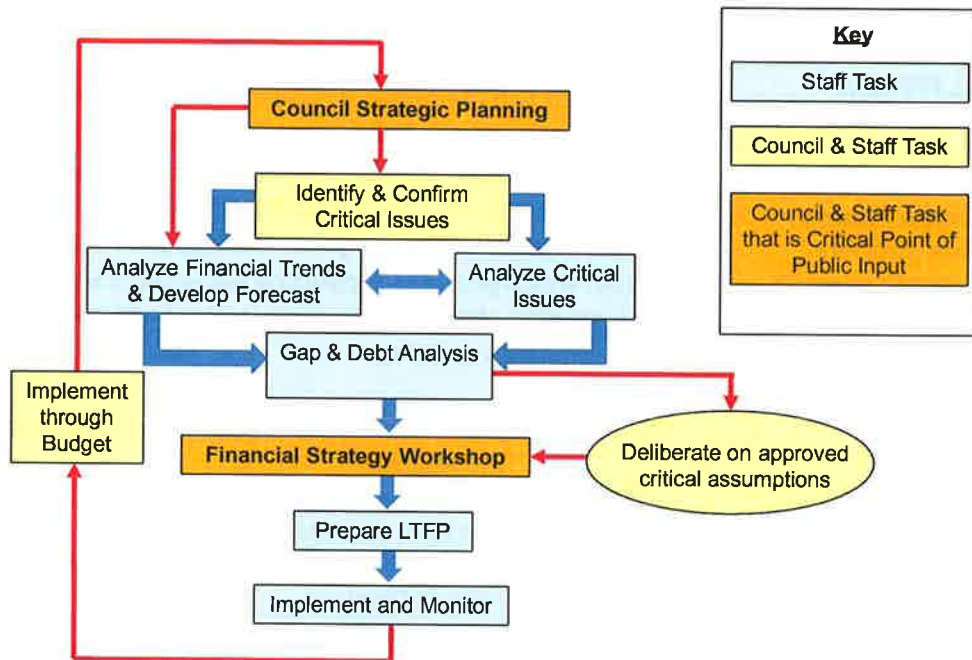 Key
Staff Task
Council & Staff Task
Council & Staff Task
that is Critical Point of
Public Input
Council Strategic Planning
Identify & Confirm
Critical Issues
Analyze Financial Trends
& Develop Forecast
Analyze Critical
Issues
Gap & Debt Analysis
Implement
through
Budget
Financial Strategy Workshop
Deliberate on approved
critical assumptions
Prepare LTFP
Implement and Monitor